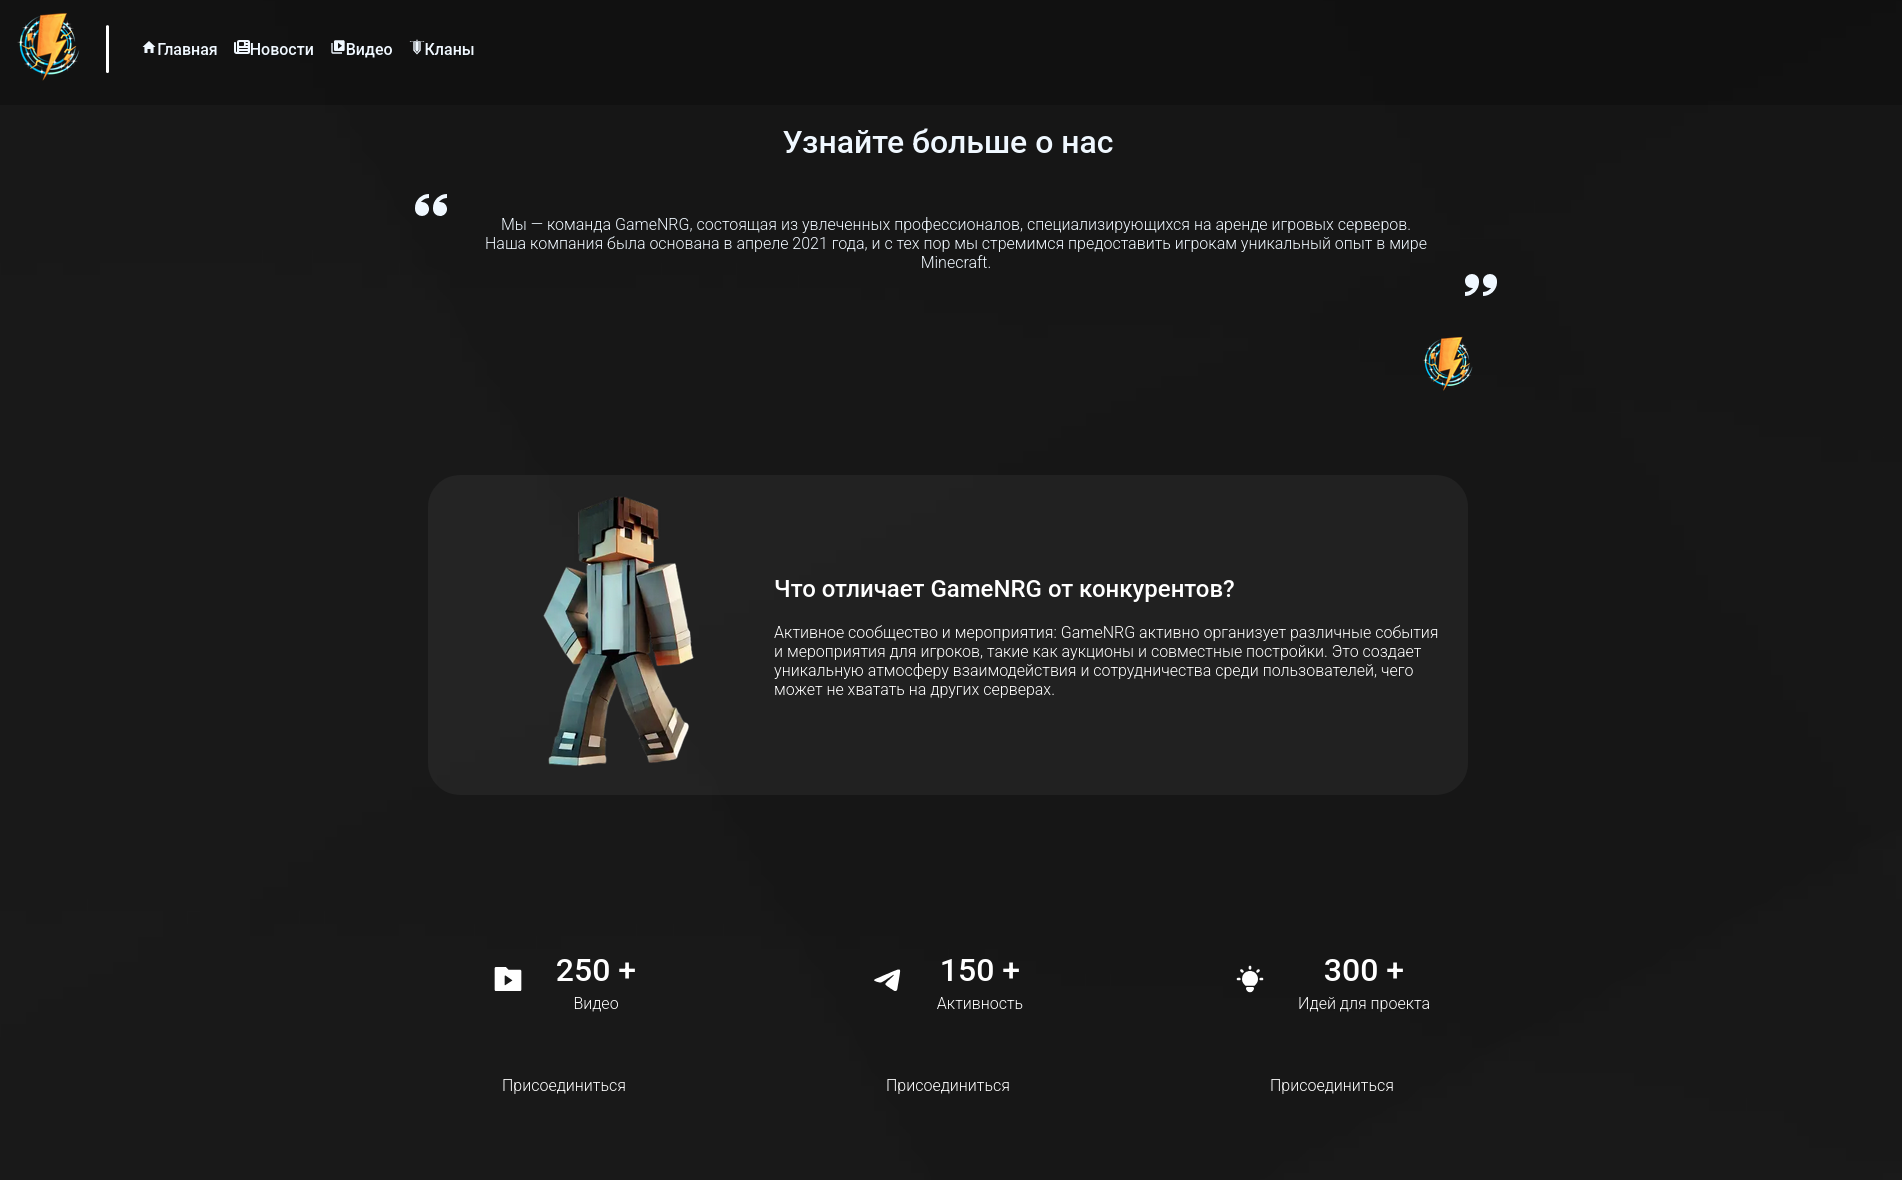 Главная Новости Видео Кланы
Узнайте больше о нас
Мы — команда GameNRG, состоящая из увлеченных профессионалов, специализирующихся на аренде игровых серверов.
Наша компания была основана в апреле 2021 года, и с тех пор мы стремимся предоставить игрокам уникальный опыт в мире
Minecraft.
Что отличает GameNRG от конкурентов?
Активное сообщество и мероприятия: GameNRG активно организует различные события
и мероприятия для игроков, такие как аукционы и совместные постройки. Это создает
уникальную атмосферу взаимодействия и сотрудничества среди пользователей, чего
может не хватать на других серверах.
250 +
Видео
150 +
Активность
300 +
Идей для проекта
Присоединиться
Присоединиться
Присоединиться